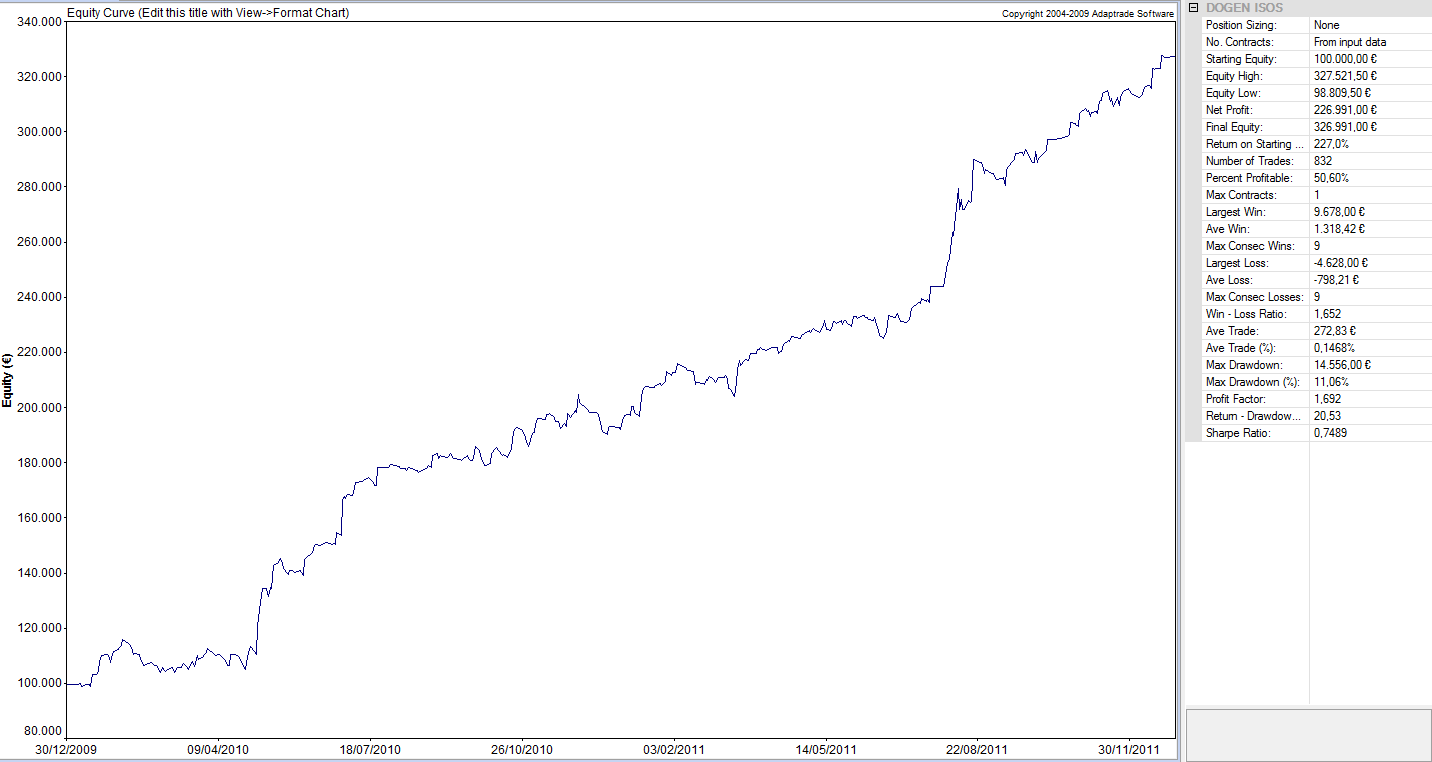 Equity Curve (Edit this title with View->Format Chart)
Copyright 2004-2009 Adaptrade Software
340.000
320.000
300.000
280.000
260.000
240.000
220.000
200.000
180.000
160.000
140.000
120.000
100.000
80.000
Equity (€)
30/12/2009
09/04/2010
18/07/2010
26/10/2010
03/02/2011
14/05/2011
22/08/2011
30/11/2011
DOGEN ISOS
Position Sizing: None
No. Contracts: From input data
Starting Equity: 100.000,00 €
Equity High: 327.521,50 €
Equity Low: 98.809,50 €
Net Profit: 226.991,00 €
Final Equity: 326.991,00 €
Return on Starting ... 227,0%
Number of Trades: 832
Percent Profitable: 50,60%
Max Contracts: 1
Largest Win: 9.678,00 €
Ave Win: 1.318,42 €
Max Consec Wins: 9
Largest Loss: -4.628,00 €
Ave Loss: -798,21 €
Max Consec Losses: 9
Win - Loss Ratio: 1,652
Ave Trade: 272,83 €
Ave Trade (%): 0,1468%
Max Drawdown: 14.556,00 €
Max Drawdown (%): 11,06%
Profit Factor: 1,692
Return - Drawdow... 20,53
Sharpe Ratio: 0,7489